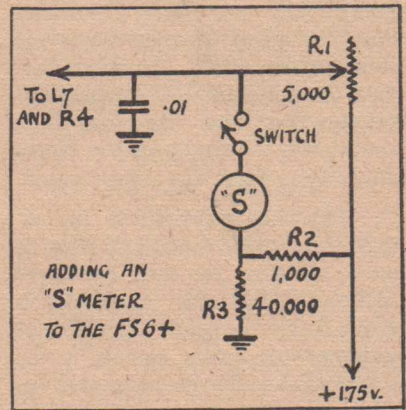 R1
5,000
TO L7
AND R4
.01
SWITCH
"S"
R2
1,000
R3 40.000
ADDING AN
"S" METER
TO THE FS6+
+175v.